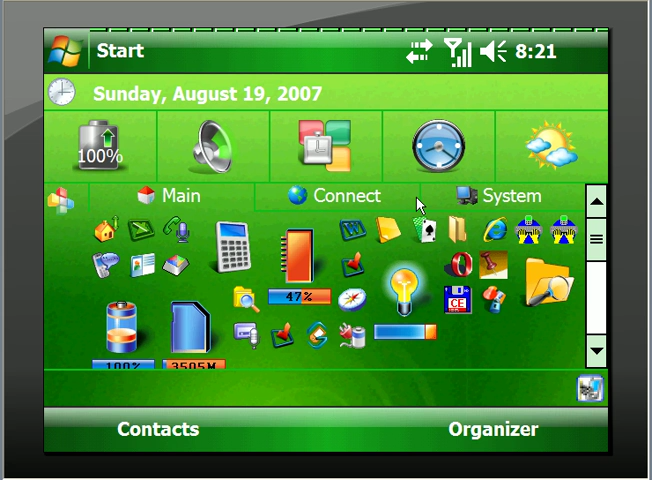 Start
8:21
Sunday, August 19, 2007
100%
Main
Connect
System
W
47%
CE
100%
3505M
Contacts
Organizer